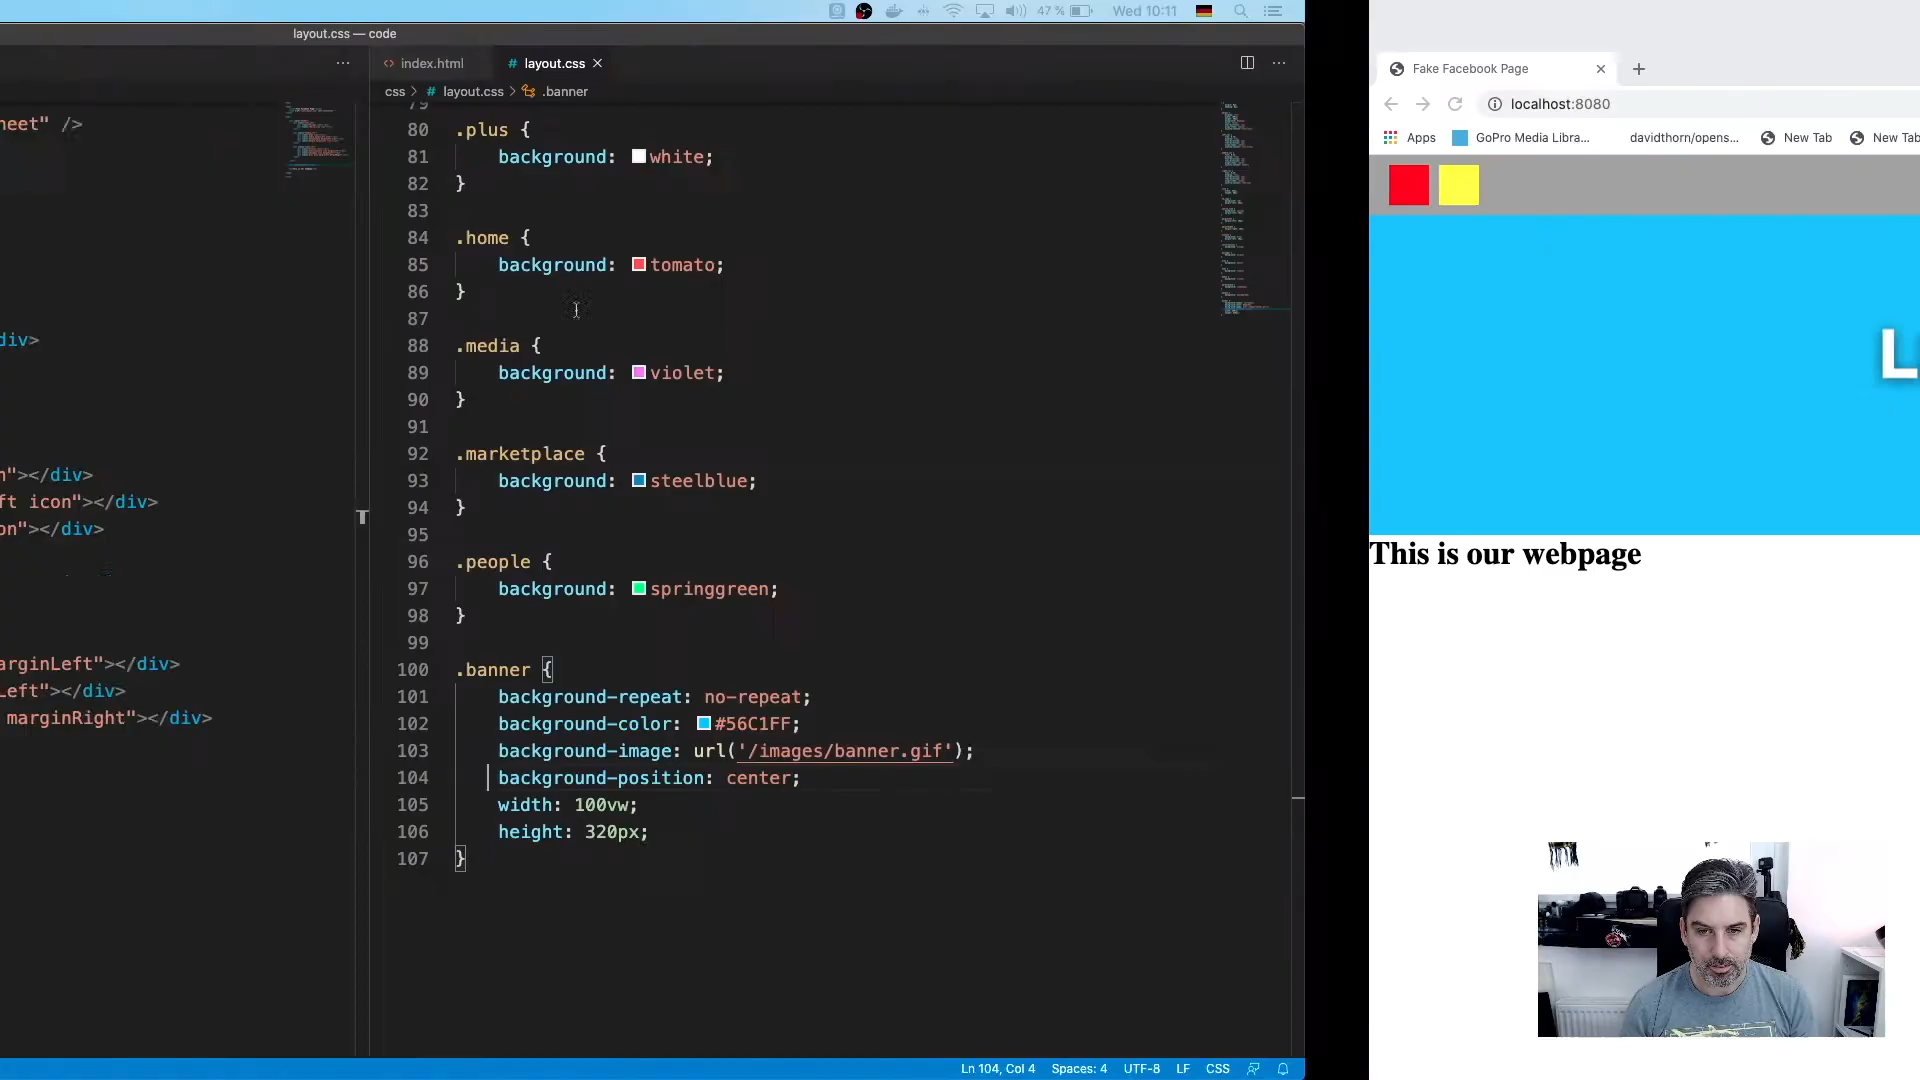 47 %
Wed 10:11
layout.css — code
index.html
layout.css
css > # layout.css > .banner
eet" />
div>
n"></div>
ft icon"></div>
on"></div>
arginLeft"></div>
Left"></div>
marginRight"></div>
79
80 .plus {
81 background: white;
82 }
83
84 .home {
85 background: tomato;
86 }
87
88 .media {
89 background: violet;
90 }
91
92 .marketplace {
93 background: steelblue;
94 }
95
96 .people {
97 background: springgreen;
98 }
99
100 .banner {
101 background-repeat: no-repeat;
102 background-color: #56C1FF;
103 background-image: url('/images/banner.gif');
104 background-position: center;
105 width: 100vw;
106 height: 320px;
107 }
Ln 104, Col 4 Spaces: 4 UTF-8 LF CSS
Fake Facebook Page
localhost:8080
Apps GoPro Media Libra... davidthorn/opens... New Tab New Tab
L
This is our webpage